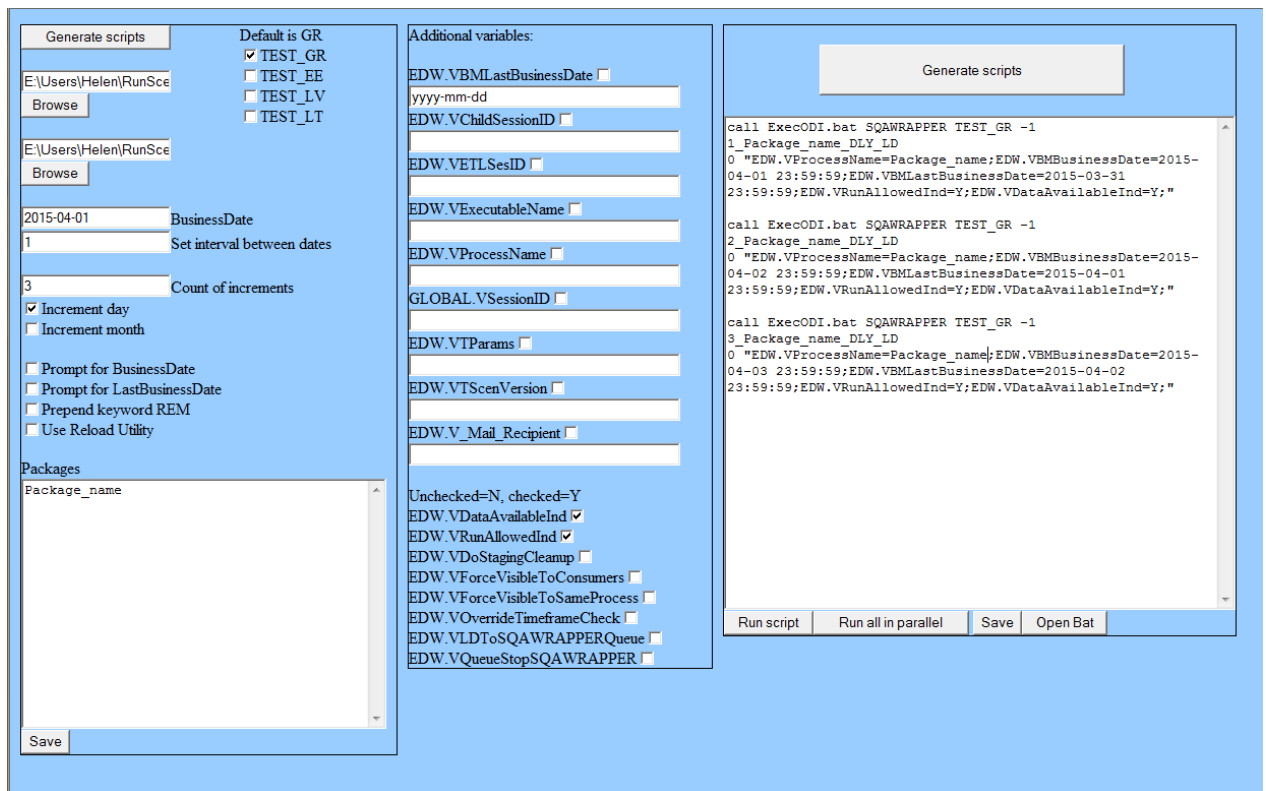 Generate scripts
Default is GR
TEST_GR
TEST_EE
TEST_LV
TEST_LT
E:\Users\Helen\RunSce
Browse
E:\Users\Helen\RunSce
Browse
2015-04-01 BusinessDate
1 Set interval between dates
3 Count of increments
Increment day
Increment month
Prompt for BusinessDate
Prompt for LastBusinessDate
Prepend keyword REM
Use Reload Utility
Packages
Package_name
Save
Additional variables:
EDW.VBMLastBusinessDate
yyyy-mm-dd
EDW.VChildSessionID
EDW.VETLSesID
EDW.VExecutableName
EDW.VProcessName
GLOBAL.VSessionID
EDW.VTParams
EDW.VTScenVersion
EDW.V_Mail_Recipient
Unchecked=N, checked=Y
EDW.VDataAvailableInd
EDW.VRunAllowedInd
EDW.VDoStagingCleanup
EDW.VForceVisibleToConsumers
EDW.VForceVisibleToSameProcess
EDW.VOverrideTimeframeCheck
EDW.VLDToSQAWRAPPERQueue
EDW.VQueueStopSQAWRAPPER
Generate scripts
call ExecODI.bat SQAWRAPPER TEST_GR -1
1_Package_name_DLY_LD
0 "EDW.VProcessName=Package_name;EDW.VBMBusinessDate=2015-
04-01 23:59:59;EDW.VBMLastBusinessDate=2015-03-31
23:59:59;EDW.VRunAllowedInd=Y;EDW.VDataAvailableInd=Y;"
call ExecODI.bat SQAWRAPPER TEST_GR -1
2_Package_name_DLY_LD
0 "EDW.VProcessName=Package_name;EDW.VBMBusinessDate=2015-
04-02 23:59:59;EDW.VBMLastBusinessDate=2015-04-01
23:59:59;EDW.VRunAllowedInd=Y;EDW.VDataAvailableInd=Y;"
call ExecODI.bat SQAWRAPPER TEST_GR -1
3_Package_name_DLY_LD
0 "EDW.VProcessName=Package_name;EDW.VBMBusinessDate=2015-
04-03 23:59:59;EDW.VBMLastBusinessDate=2015-04-02
23:59:59;EDW.VRunAllowedInd=Y;EDW.VDataAvailableInd=Y;"
Run script
Run all in parallel
Save
Open Bat